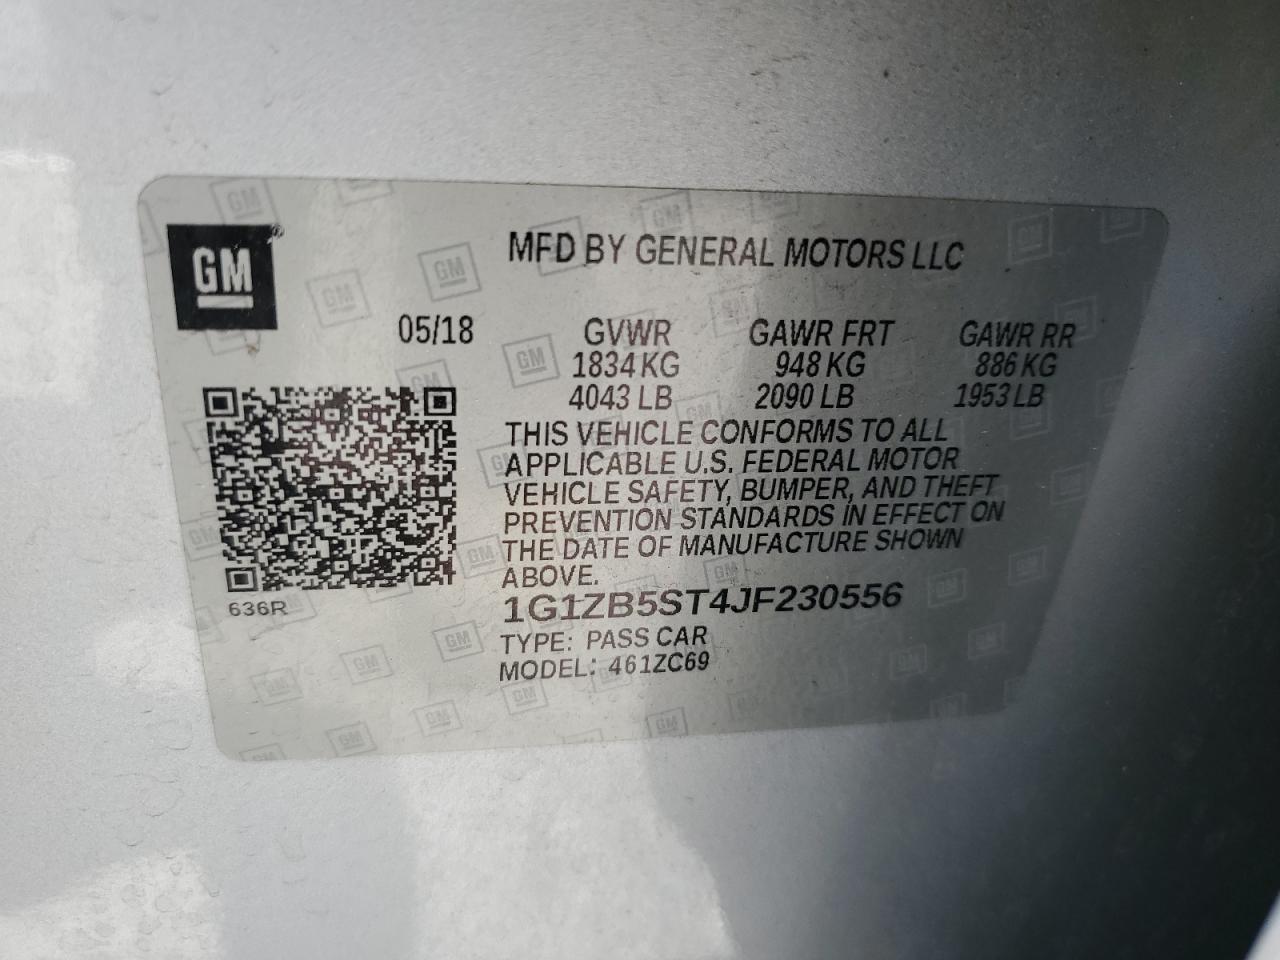 GM®
MFD BY GENERAL MOTORS LLC
05/18
GVWR GAWR FRT GAWR RR
1834 KG 948 KG 886 KG
4043 LB 2090 LB 1953 LB
THIS VEHICLE CONFORMS TO ALL
APPLICABLE U.S. FEDERAL MOTOR
VEHICLE SAFETY, BUMPER, AND THEFT
PREVENTION STANDARDS IN EFFECT ON
THE DATE OF MANUFACTURE SHOWN
ABOVE.
636R
1G1ZB5ST4JF230556
TYPE: PASS CAR
MODEL: 461ZC69